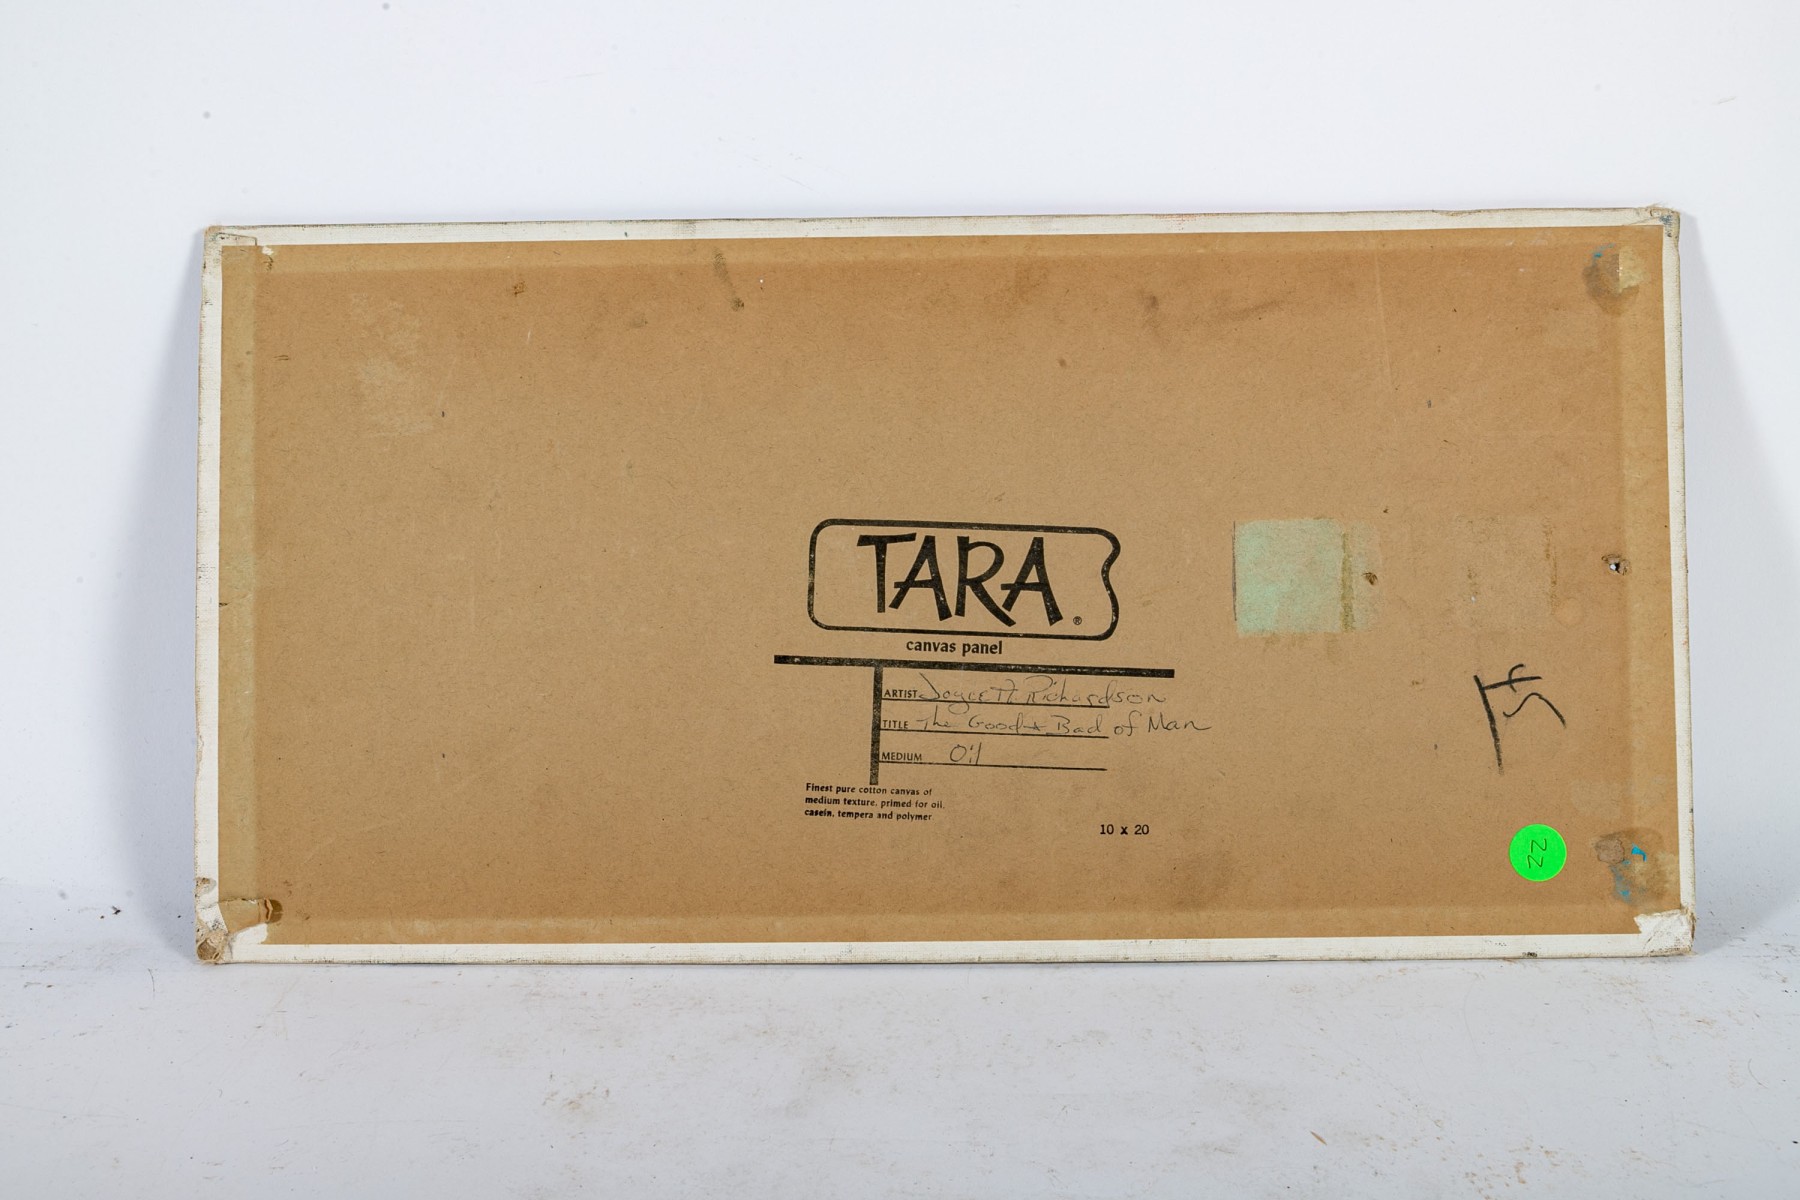 TARA®
canvas panel
ARTIST Joyce H. Richardson
TITLE The Good + Bad of Man
MEDIUM Oil
Finest pure cotton canvas of
medium texture, primed for oil,
casein, tempera and polymer
10 x 20
22